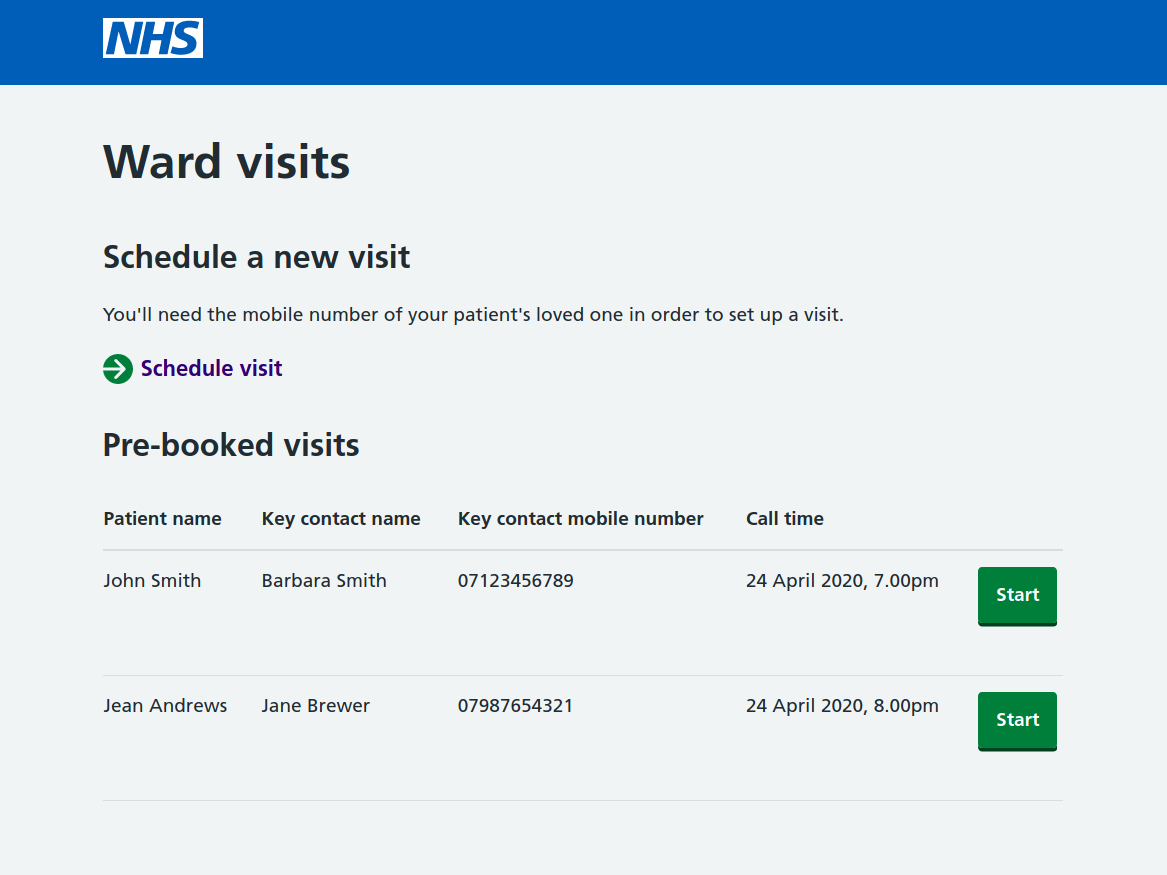 NHS
Ward visits
Schedule a new visit
You'll need the mobile number of your patient's loved one in order to set up a visit.
Schedule visit
Pre-booked visits
Patient name Key contact name Key contact mobile number Call time
John Smith Barbara Smith 07123456789 24 April 2020, 7.00pm Start
Jean Andrews Jane Brewer 07987654321 24 April 2020, 8.00pm Start